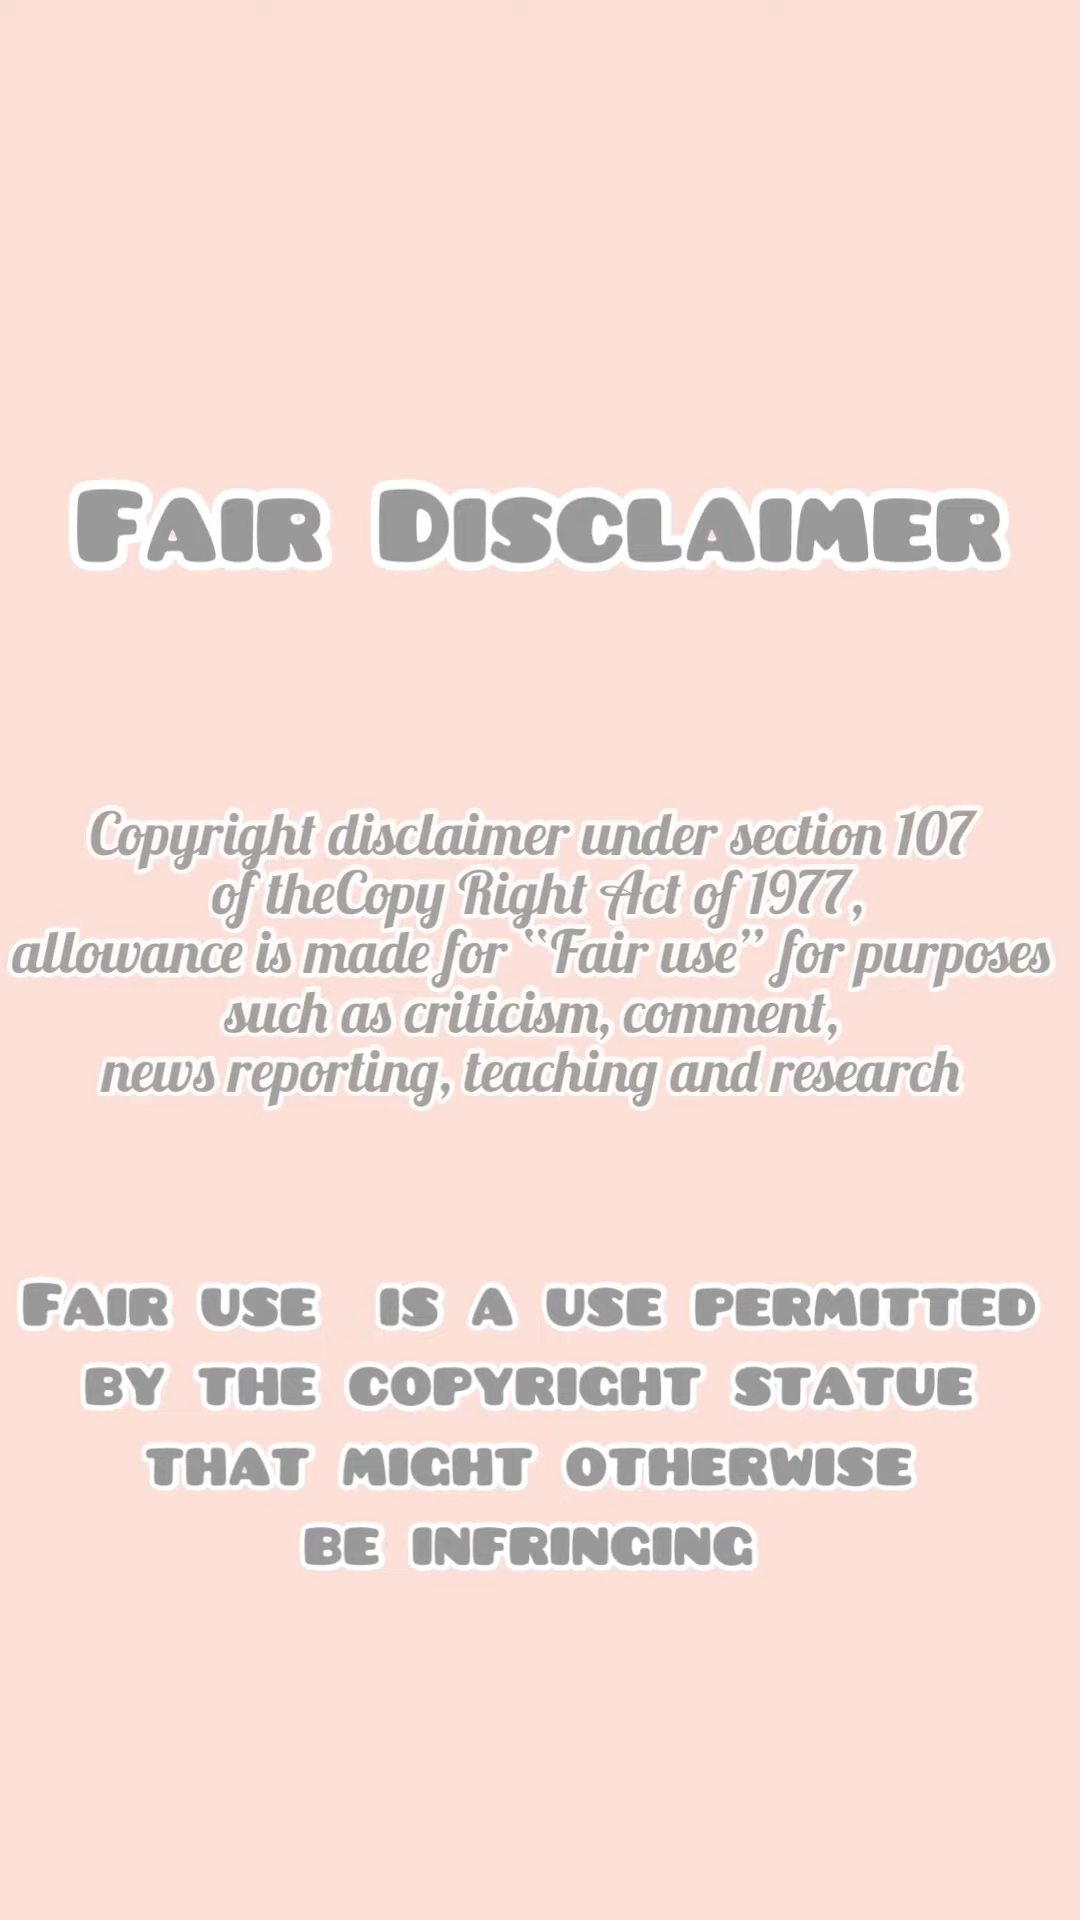 Fair Disclaimer
Copyright disclaimer under section 107
of theCopy Right Act of 1977,
allowance is made for “Fair use” for purposes
such as criticism, comment,
news reporting, teaching and research
Fair use  is a use permitted
by the copyright statue
that might otherwise
be infringing